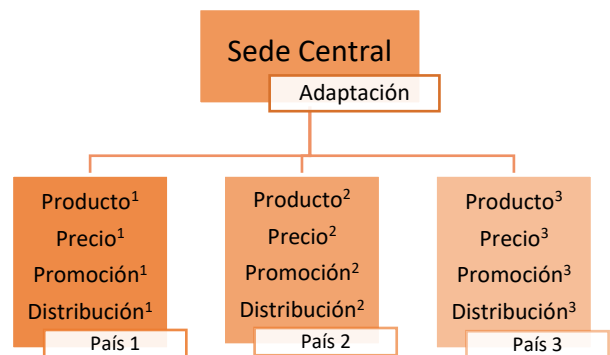 Sede Central
Adaptación
Producto¹
Precio¹
Promoción¹
Distribución¹
País 1
Producto²
Precio²
Promoción²
Distribución²
País 2
Producto³
Precio³
Promoción³
Distribución³
País 3